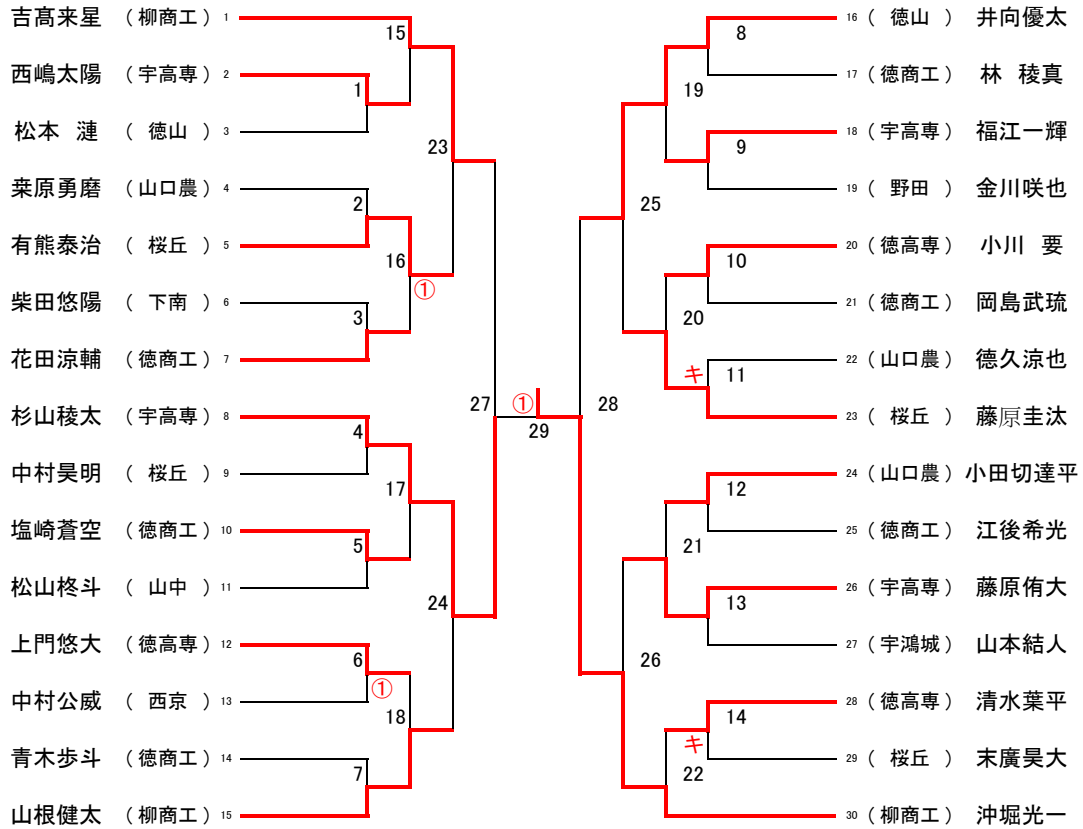 吉髙来星 （柳商工） 1
西嶋太陽 （宇高専） 2
松本 漣 （ 徳山 ） 3
桒原勇磨 （山口農） 4
有熊泰治 （ 桜丘 ） 5
柴田悠陽 （ 下南 ） 6
花田涼輔 （徳商工） 7
杉山稜太 （宇高専） 8
中村昊明 （ 桜丘 ） 9
塩崎蒼空 （徳商工） 10
松山柊斗 （ 山中 ） 11
上門悠大 （徳高専） 12
中村公威 （ 西京 ） 13
青木歩斗 （徳商工） 14
山根健太 （柳商工） 15
15
1
2
16
①
3
4
17
5
6
①
18
7
23
24
27
①
29
28
25
26
8
19
9
10
20
キ
11
12
21
13
14
キ
22
16 （ 徳山 ） 井向優太
17 （徳商工） 林 稜真
18 （宇高専） 福江一輝
19 （ 野田 ） 金川咲也
20 （徳高専） 小川 要
21 （徳商工） 岡島武琉
22 （山口農） 德久涼也
23 （ 桜丘 ） 藤原圭汰
24 （山口農） 小田切達平
25 （徳商工） 江後希光
26 （宇高専） 藤原侑大
27 （宇鴻城） 山本結人
28 （徳高専） 清水葉平
29 （ 桜丘 ） 末廣昊大
30 （柳商工） 沖堀光一